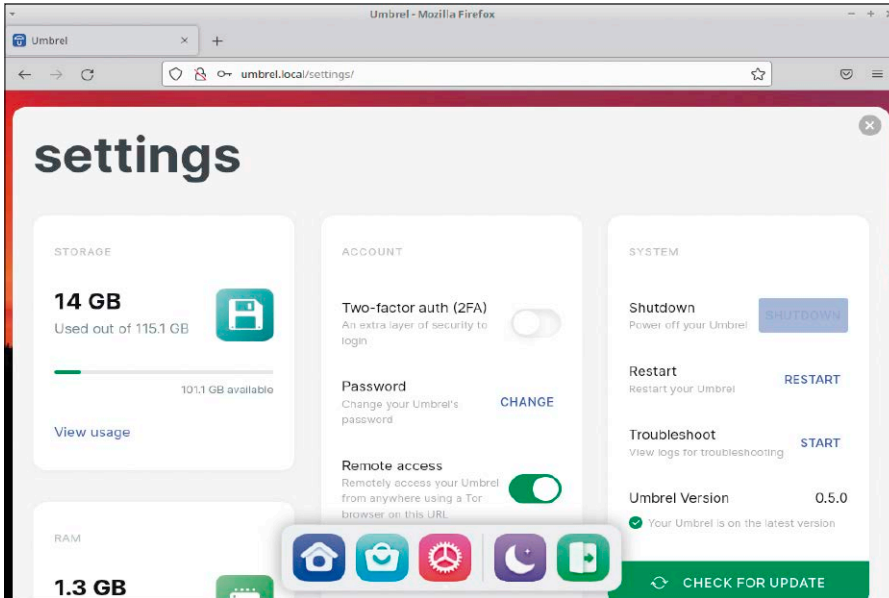 Umbrel - Mozilla Firefox
Umbrel
umbrel.local/settings/
settings
STORAGE
14 GB
Used out of 115.1 GB
101.1 GB available
View usage
RAM
1.3 GB
ACCOUNT
Two-factor auth (2FA)
An extra layer of security to
login
Password
Change your Umbrel's
password
CHANGE
Remote access
Remotely access your Umbrel
from anywhere using a Tor
browser on this URL
SYSTEM
Shutdown
Power off your Umbrel
SHUTDOWN
Restart
Restart your Umbrel
RESTART
Troubleshoot
View logs for troubleshooting
START
Umbrel Version
0.5.0
Your Umbrel is on the latest version
CHECK FOR UPDATE